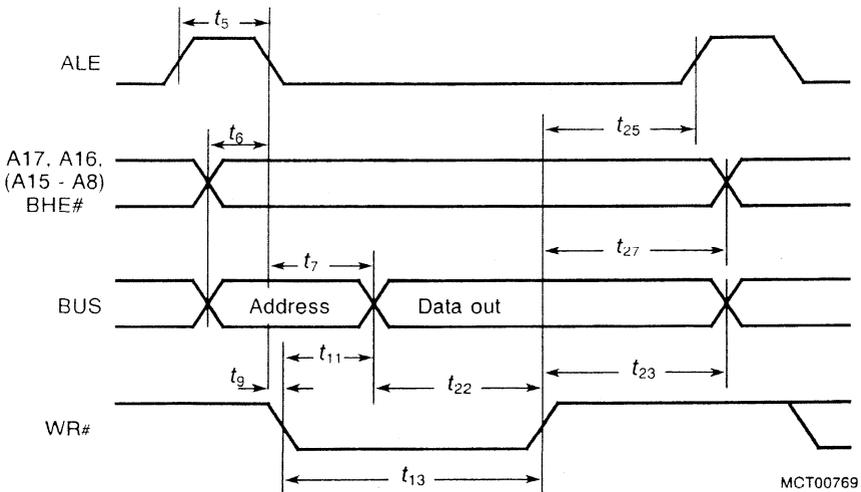 t5
ALE
t6
t25
A17, A16,
(A15 - A8)
BHE#
t27
t7
BUS
Address
Data out
t11
t9
t22
t23
WR#
t13
MCT00769